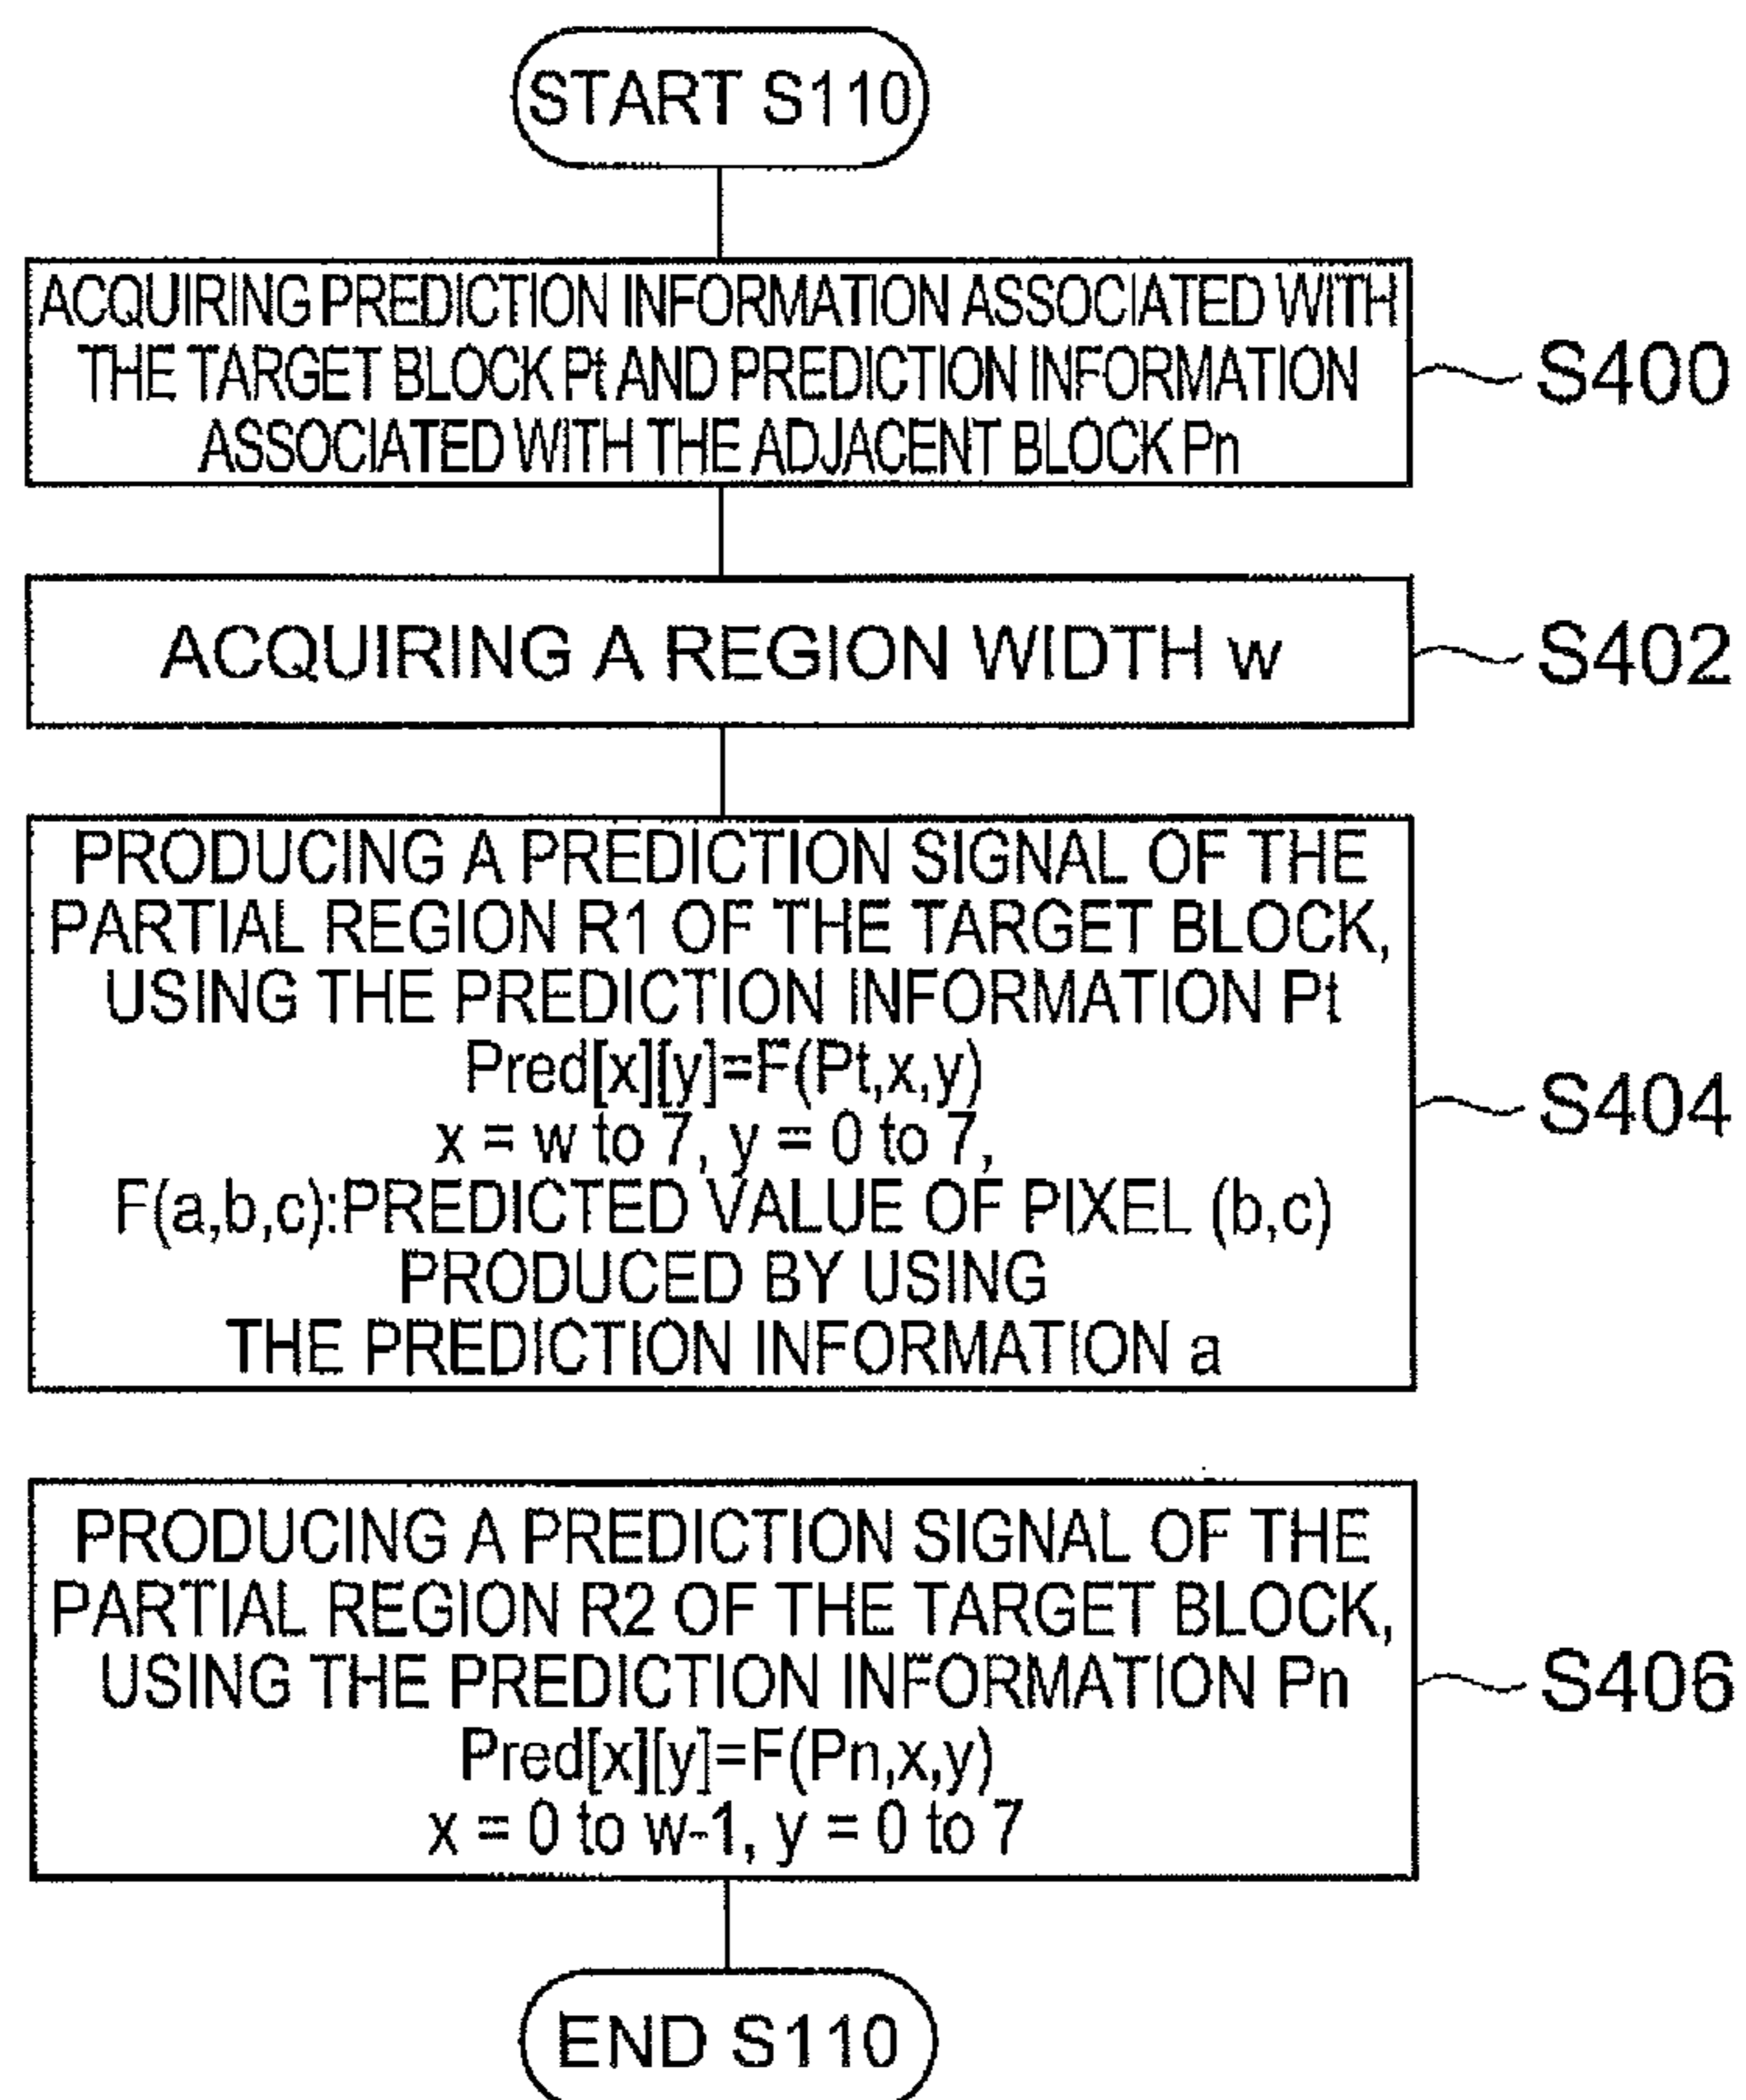 START S110
ACQUIRING PREDICTION INFORMATION ASSOCIATED WITH
THE TARGET BLOCK Pt AND PREDICTION INFORMATION
ASSOCIATED WITH THE ADJACENT BLOCK Pn
S400
ACQUIRING A REGION WIDTH w
S402
PRODUCING A PREDICTION SIGNAL OF THE
PARTIAL REGION R1 OF THE TARGET BLOCK,
USING THE PREDICTION INFORMATION Pt
Pred[x][y]=F(Pt,x,y)
x = w to 7, y = 0 to 7,
F(a,b,c):PREDICTED VALUE OF PIXEL (b,c)
PRODUCED BY USING
THE PREDICTION INFORMATION a
S404
PRODUCING A PREDICTION SIGNAL OF THE
PARTIAL REGION R2 OF THE TARGET BLOCK,
USING THE PREDICTION INFORMATION Pn
Pred[x][y]=F(Pn,x,y)
x = 0 to w-1, y = 0 to 7
S406
END S110